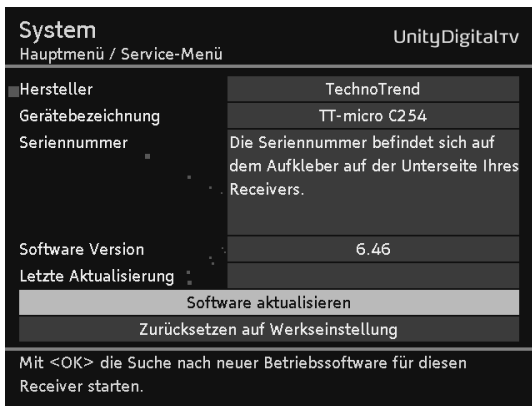 System
Hauptmenü / Service-Menü
UnityDigitalTV
Hersteller
TechnoTrend
Gerätebezeichnung
TT-micro C254
Seriennummer
Die Seriennummer befindet sich auf
dem Aufkleber auf der Unterseite Ihres
Receivers.
Software Version
6.46
Letzte Aktualisierung
Software aktualisieren
Zurücksetzen auf Werkseinstellung
Mit <OK> die Suche nach neuer Betriebssoftware für diesen
Receiver starten.